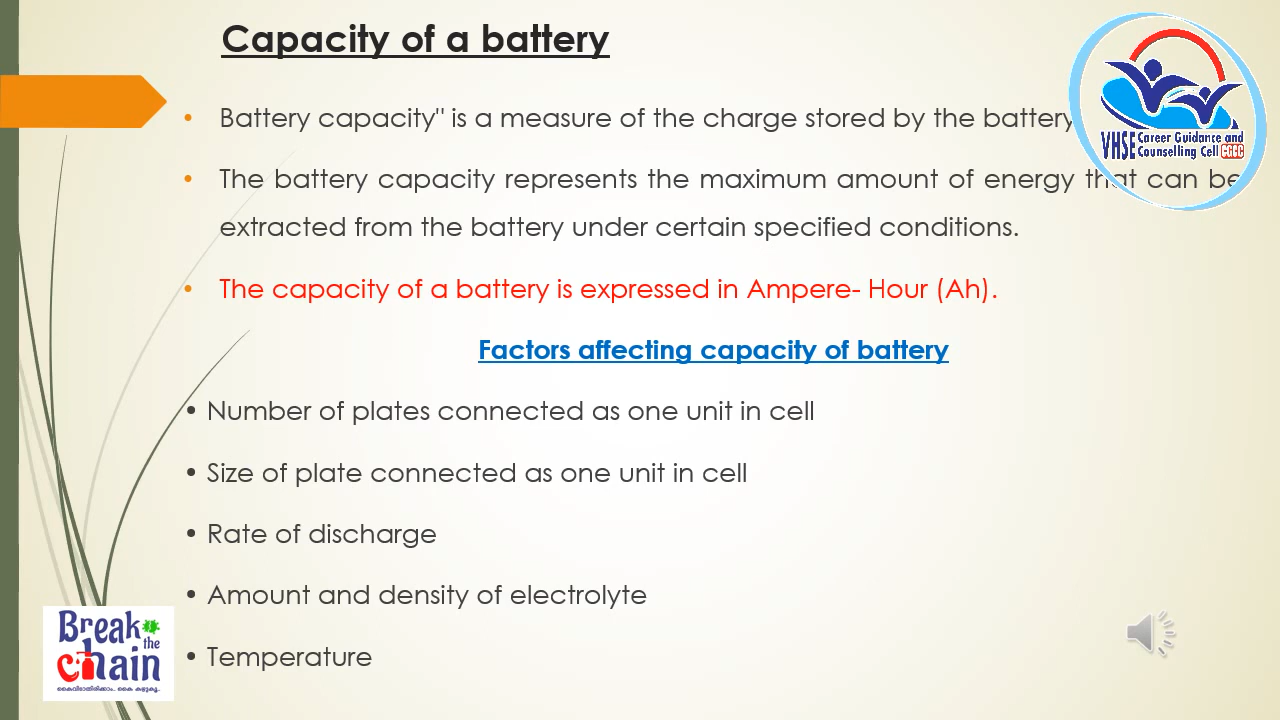 Capacity of a battery
• Battery capacity" is a measure of the charge stored by the battery
• The battery capacity represents the maximum amount of energy that can be
extracted from the battery under certain specified conditions.
• The capacity of a battery is expressed in Ampere- Hour (Ah).
Factors affecting capacity of battery
• Number of plates connected as one unit in cell
• Size of plate connected as one unit in cell
• Rate of discharge
• Amount and density of electrolyte
• Temperature
VHSE Career Guidance and
Counselling Cell CGCC
Break
the
chain
കൈവിടാതിരിക്കാം.. കൈ കഴുകൂ..